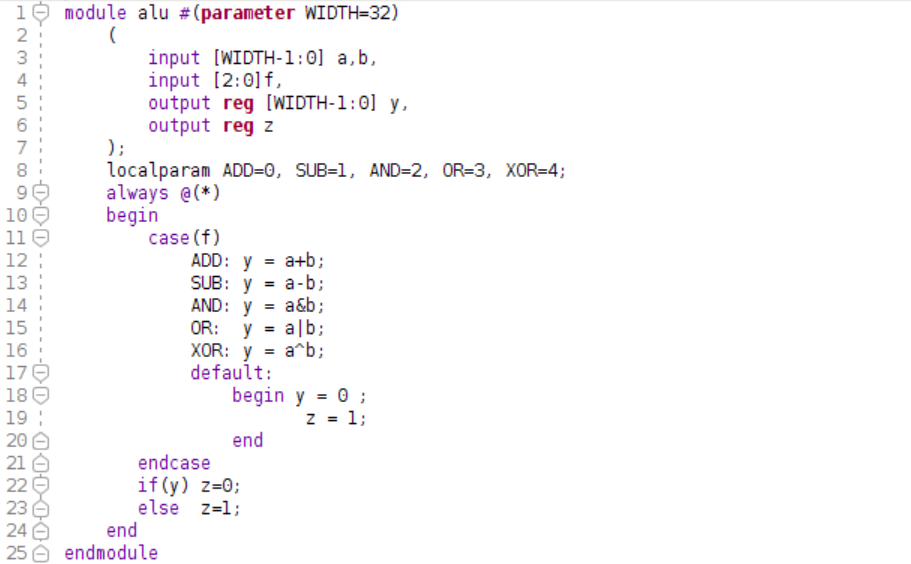 1 module alu #(parameter WIDTH=32)
2 (
3 input [WIDTH-1:0] a,b,
4 input [2:0]f,
5 output reg [WIDTH-1:0] y,
6 output reg z
7 );
8 localparam ADD=0, SUB=1, AND=2, OR=3, XOR=4;
9 always @(*)
10 begin
11 case(f)
12 ADD: y = a+b;
13 SUB: y = a-b;
14 AND: y = a&b;
15 OR:  y = a|b;
16 XOR: y = a^b;
17 default:
18 begin y = 0 ;
19 z = 1;
20 end
21 endcase
22 if(y) z=0;
23 else  z=1;
24 end
25 endmodule